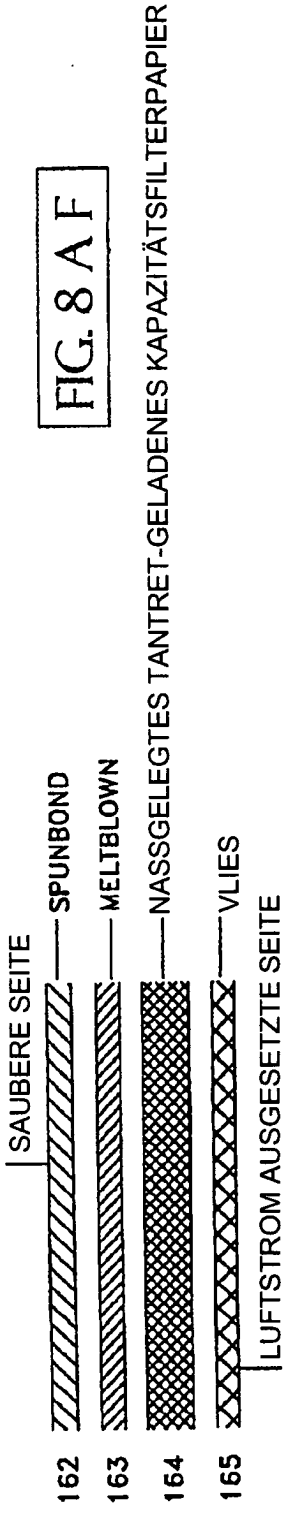 FIG. 8 A F
SAUBERE SEITE
162 SPUNBOND
163 MELTBLOWN
164 NASSGELEGTES TANTRET-GELADENES KAPAZITÄTSFILTERPAPIER
165 VLIES
LUFTSTROM AUSGESETZTE SEITE